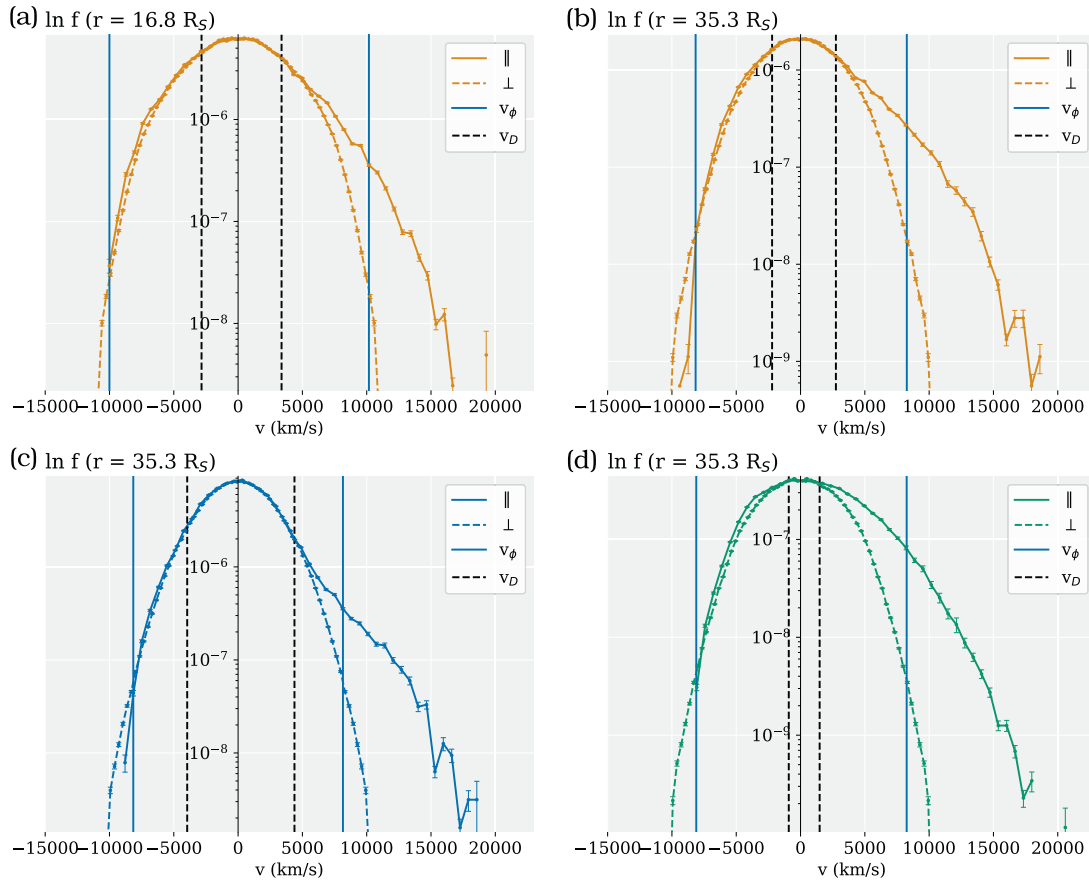 (a) ln f (r = 16.8 R_S)
∥
⊥
v_ϕ
v_D
10⁻⁶
10⁻⁷
10⁻⁸
−15000 −10000 −5000 0 5000 10000 15000 20000
v (km/s)
(b) ln f (r = 35.3 R_S)
∥
⊥
v_ϕ
v_D
10⁻⁶
10⁻⁷
10⁻⁸
10⁻⁹
−15000 −10000 −5000 0 5000 10000 15000 20000
v (km/s)
(c) ln f (r = 35.3 R_S)
∥
⊥
v_ϕ
v_D
10⁻⁶
10⁻⁷
10⁻⁸
−15000 −10000 −5000 0 5000 10000 15000 20000
v (km/s)
(d) ln f (r = 35.3 R_S)
∥
⊥
v_ϕ
v_D
10⁻⁷
10⁻⁸
10⁻⁹
−15000 −10000 −5000 0 5000 10000 15000 20000
v (km/s)